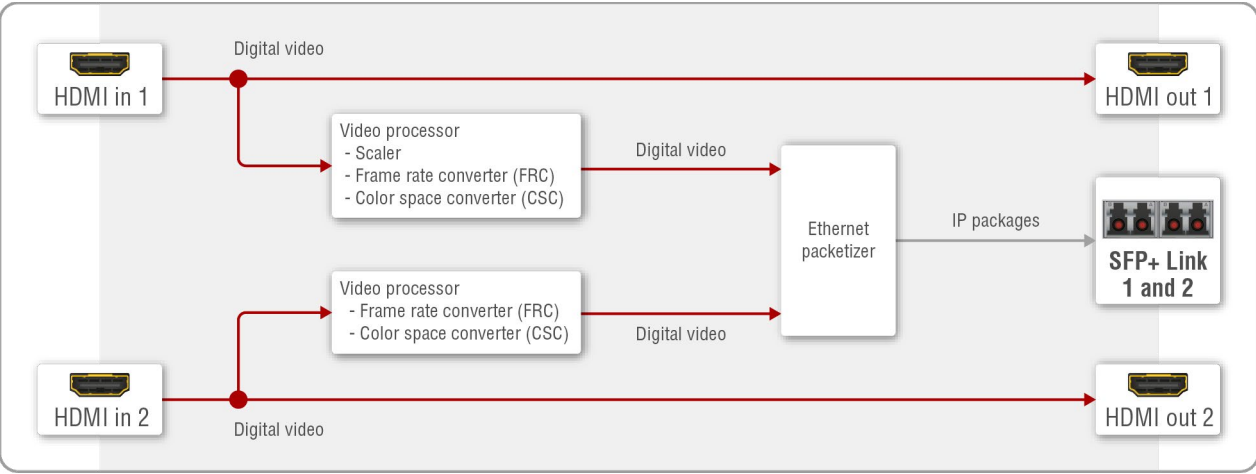 Digital video
HDMI in 1
HDMI out 1
Video processor
- Scaler
- Frame rate converter (FRC)
- Color space converter (CSC)
Digital video
Ethernet
packetizer
IP packages
SFP+ Link
1 and 2
Video processor
- Frame rate converter (FRC)
- Color space converter (CSC)
Digital video
HDMI in 2
HDMI out 2
Digital video